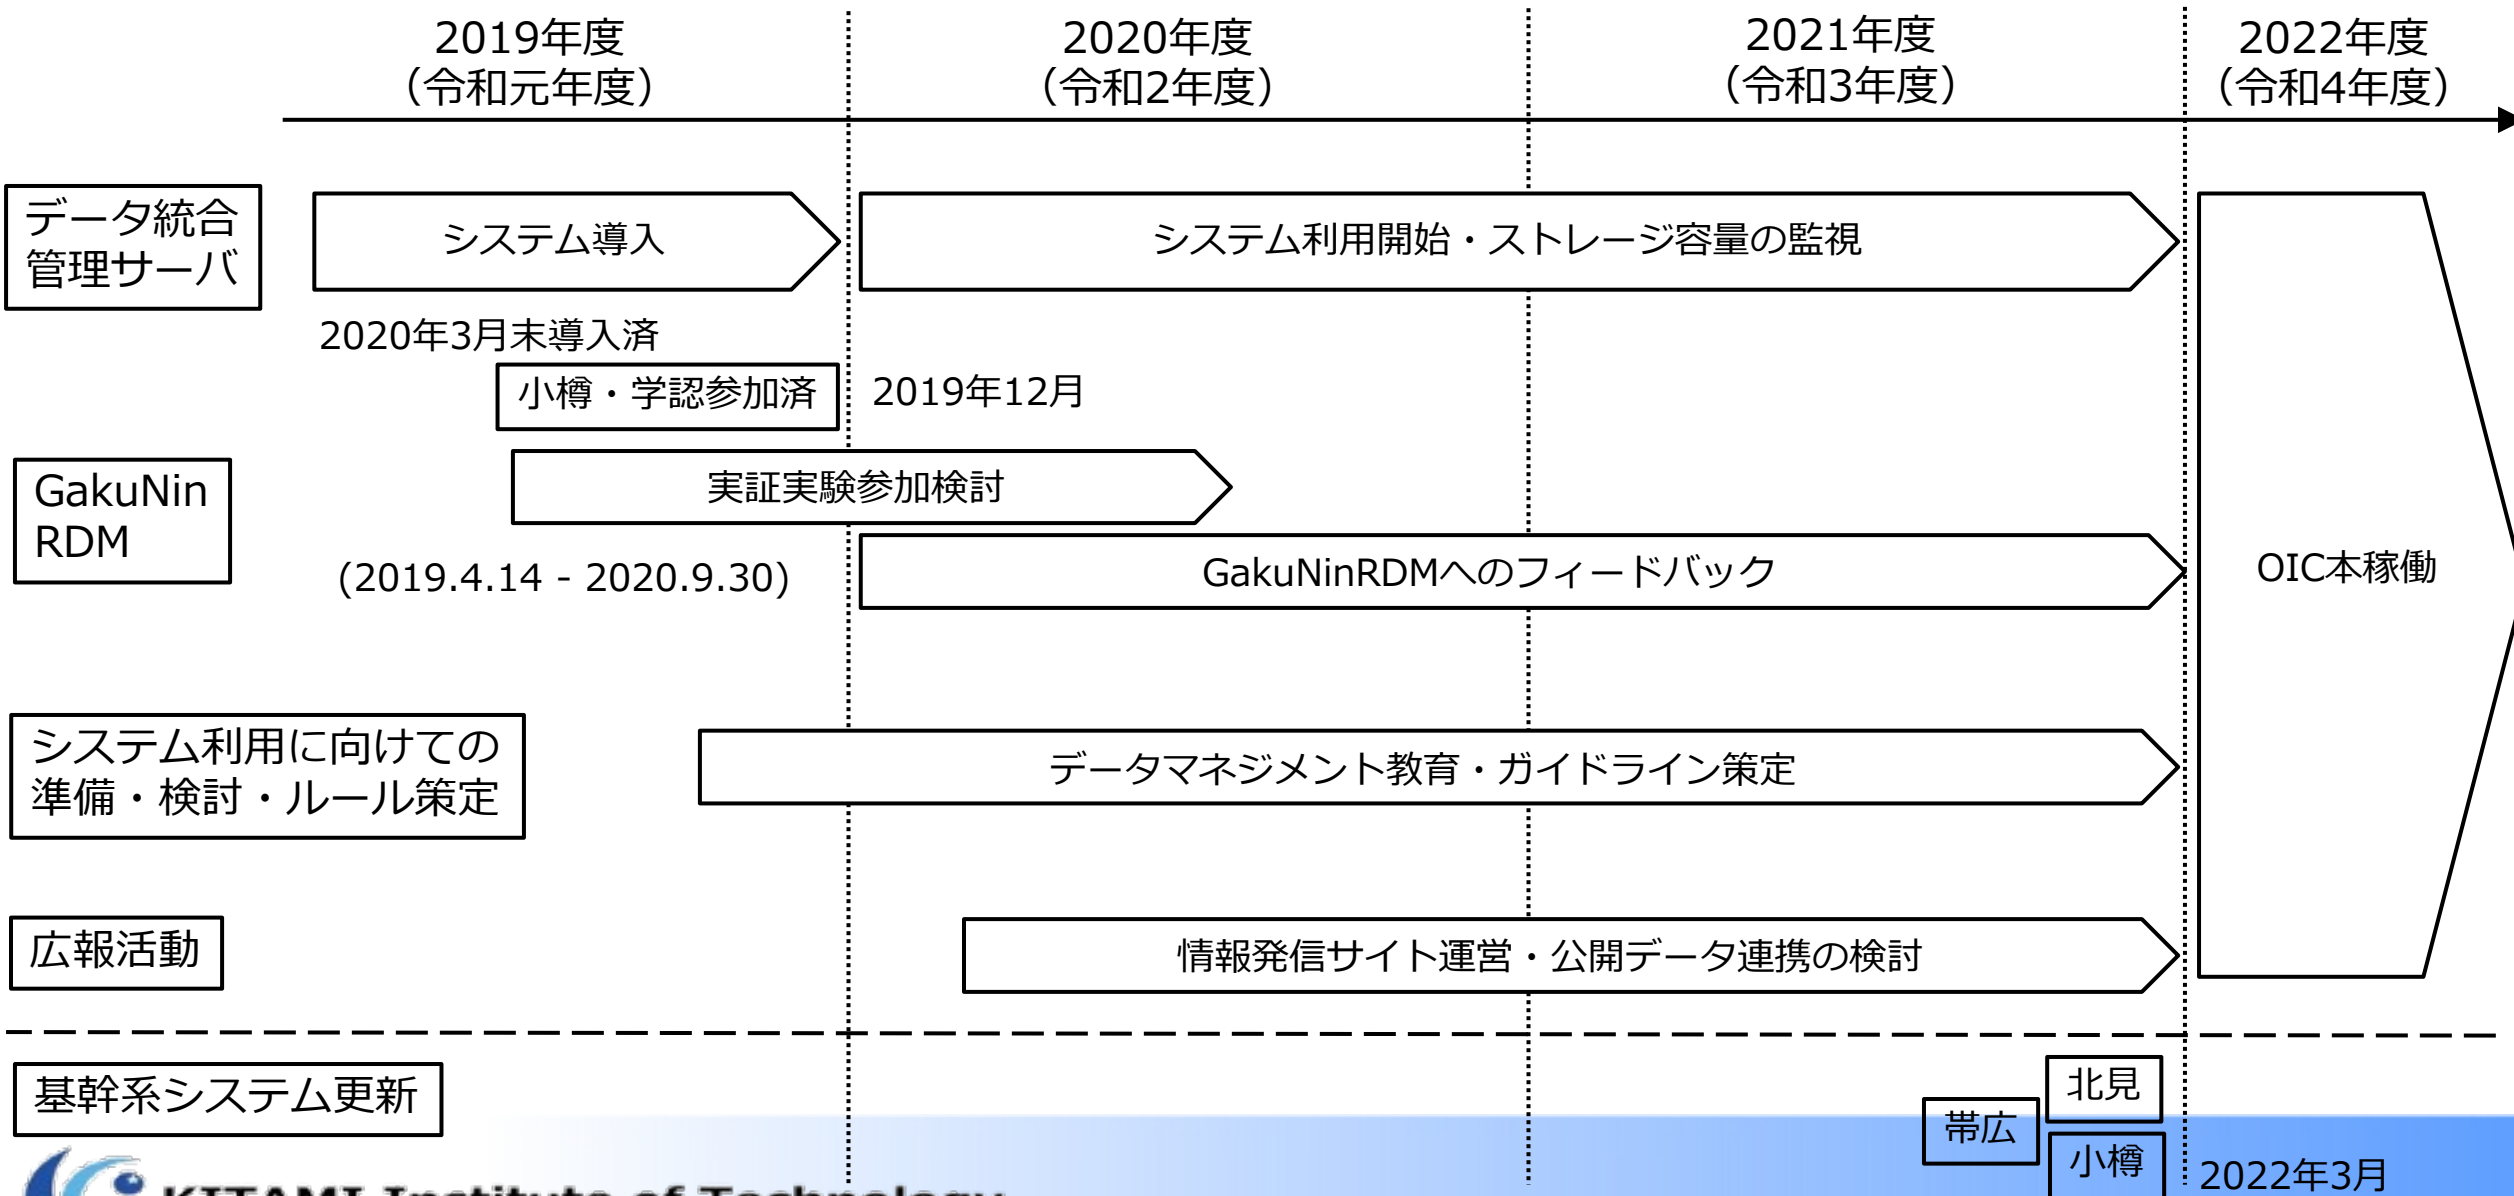 2019年度
（令和元年度）
2020年度
（令和2年度）
2021年度
（令和3年度）
2022年度
（令和4年度）
データ統合
管理サーバ
システム導入
システム利用開始・ストレージ容量の監視
2020年3月末導入済
小樽・学認参加済
2019年12月
GakuNin
RDM
実証実験参加検討
(2019.4.14 - 2020.9.30)
GakuNinRDMへのフィードバック
OIC本稼働
システム利用に向けての
準備・検討・ルール策定
データマネジメント教育・ガイドライン策定
広報活動
情報発信サイト運営・公開データ連携の検討
基幹系システム更新
北見
帯広
小樽
2022年3月
KITAMI Institute of Technology